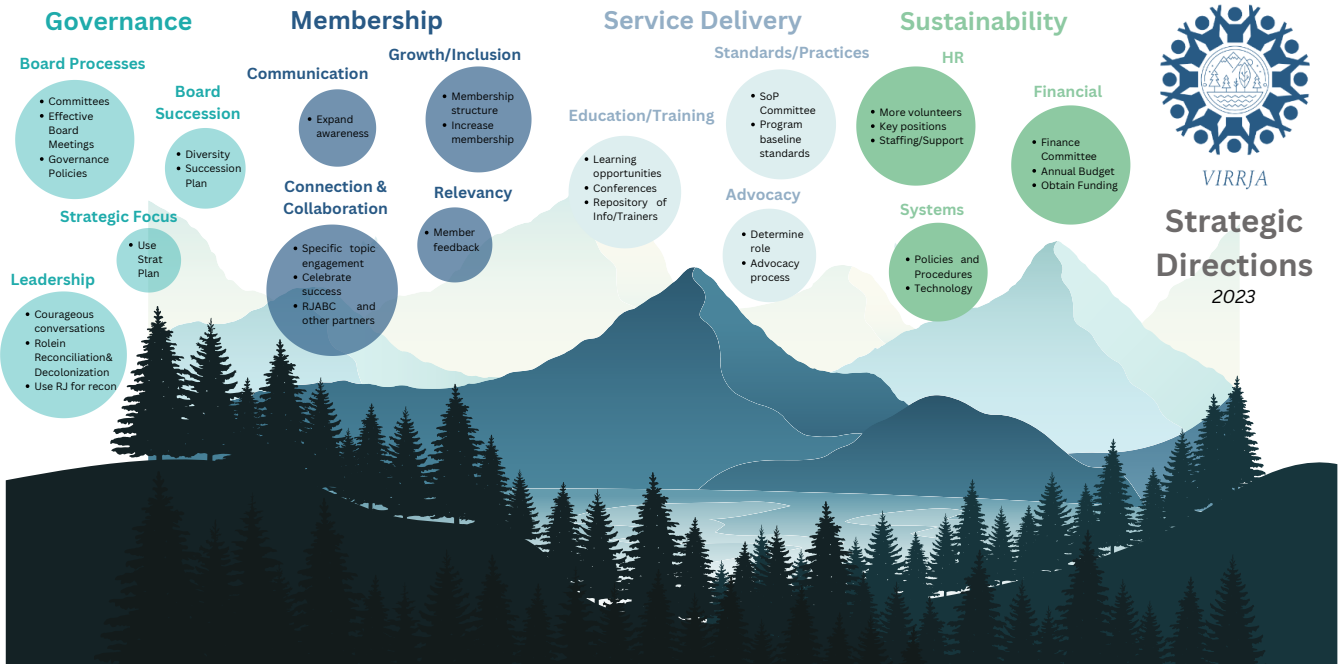 Governance
Board Processes
• Committees
• Effective
Board
Meetings
• Governance
Policies
Board
Succession
• Diversity
• Succession
Plan
Strategic Focus
• Use
Strat
Plan
Leadership
• Courageous
conversations
• Rolein
Reconciliation&
Decolonization
• Use RJ for recon
Membership
Communication
• Expand
awareness
Growth/Inclusion
• Membership
structure
• Increase
membership
Connection &
Collaboration
• Specific topic
engagement
• Celebrate
success
• RJABC and
other partners
Relevancy
• Member
feedback
Service Delivery
Education/Training
• Learning
opportunities
• Conferences
• Repository of
Info/Trainers
Standards/Practices
• SoP
Committee
• Program
baseline
standards
Advocacy
• Determine
role
• Advocacy
process
Sustainability
HR
• More volunteers
• Key positions
• Staffing/Support
Financial
• Finance
Committee
• Annual Budget
• Obtain Funding
Systems
• Policies and
Procedures
• Technology
VIRRJA
Strategic
Directions
2023